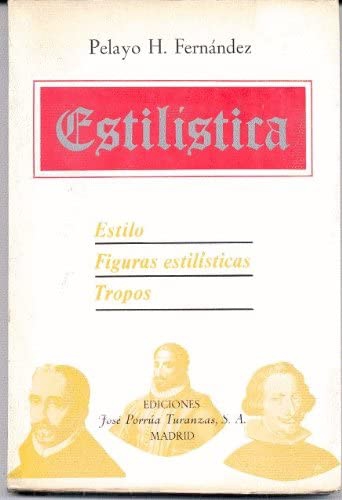 Pelayo H. Fernández
Estilística
Estilo
Figuras estilísticas
Tropos
EDICIONES
José Porrúa Turanzas, S. A.
MADRID